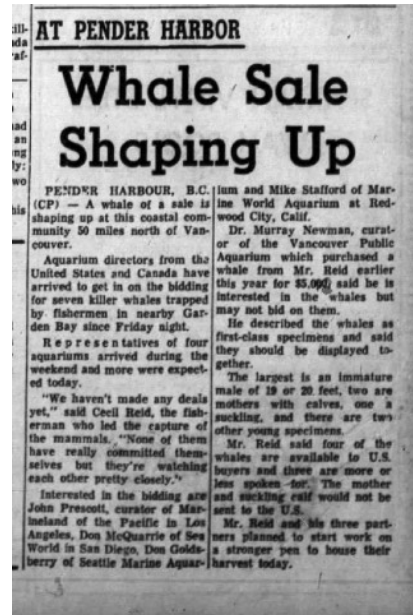 AT PENDER HARBOR
Whale Sale
Shaping Up
PENDER HARBOUR, B.C.
(CP) — A whale of a sale is
shaping up at this coastal com-
munity 50 miles north of Van-
couver.
Aquarium directors from the
United States and Canada have
arrived to get in on the bidding
for seven killer whales trapped
by fishermen in nearby Gar-
den Bay since Friday night.
Representatives of four
aquariums arrived during the
weekend and more were expect-
ed today.
"We haven't made any deals
yet," said Cecil Reid, the fish-
erman who led the capture of
the mammals. "None of them
have really committed them-
selves but they're watching
each other pretty closely."
Interested in the bidding are
John Prescott, curator of Mar-
ineland of the Pacific in Los
Angeles, Don McQuarrie of Sea
World in San Diego, Don Golds-
berry of Seattle Marine Aquar-
ium and Mike Stafford of Mar-
ine World Aquarium at Red-
wood City, Calif.
Dr. Murray Newman, curat-
or of the Vancouver Public
Aquarium which purchased a
whale from Mr. Reid earlier
this year for $5,000, said he is
interested in the whales but
may not bid on them.
He described the whales as
first-class specimens and said
they should be displayed to-
gether.
The largest is an immature
male of 19 or 20 feet, two are
mothers with calves, one a
suckling, and there are two
other young specimens.
Mr. Reid said four of the
whales are available to U.S.
buyers and three are more or
less spoken for. The mother
and suckling calf would not be
sent to the U.S.
Mr. Reid and his three part-
ners planned to start work on
a stronger pen to house their
harvest today.